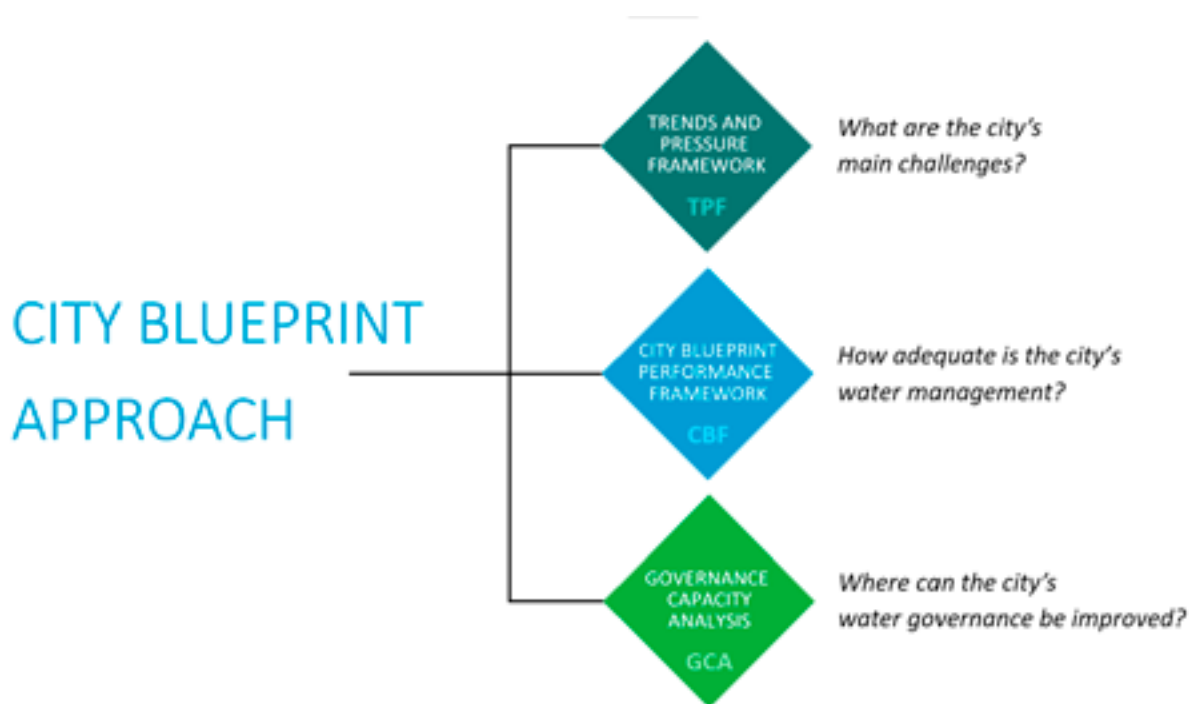 CITY BLUEPRINT
APPROACH
TRENDS AND
PRESSURE
FRAMEWORK
TPF
What are the city's
main challenges?
CITY BLUEPRINT
PERFORMANCE
FRAMEWORK
CBF
How adequate is the city's
water management?
GOVERNANCE
CAPACITY
ANALYSIS
GCA
Where can the city's
water governance be improved?